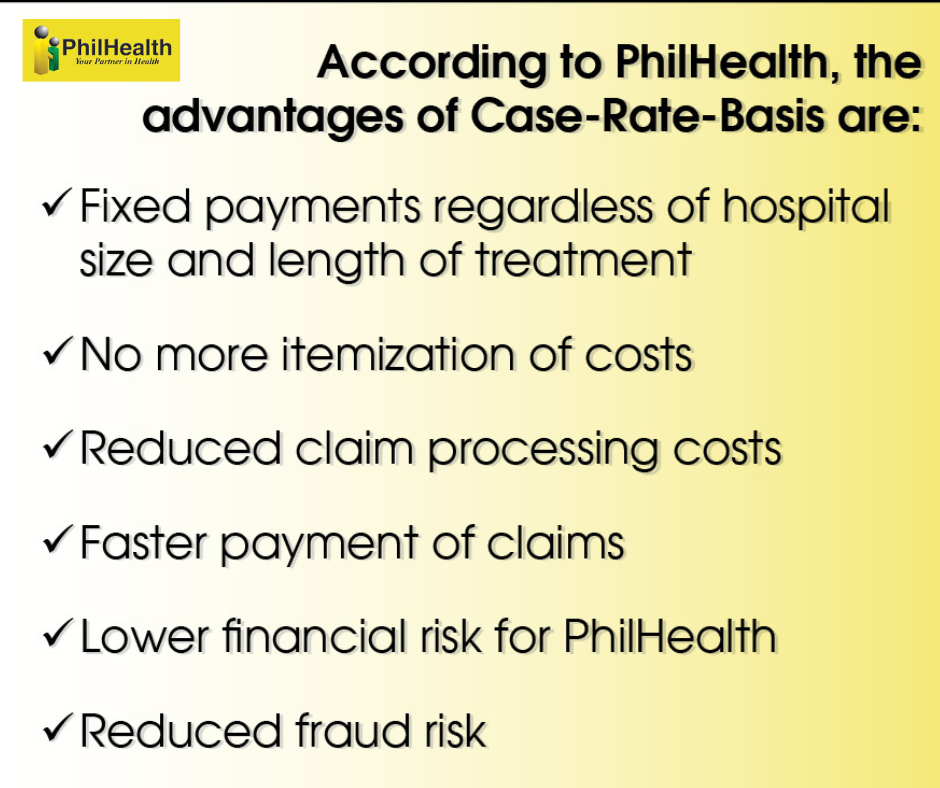 PhilHealth
Your Partner in Health
According to PhilHealth, the
advantages of Case-Rate-Basis are:
✓ Fixed payments regardless of hospital
size and length of treatment
✓ No more itemization of costs
✓ Reduced claim processing costs
✓ Faster payment of claims
✓ Lower financial risk for PhilHealth
✓ Reduced fraud risk